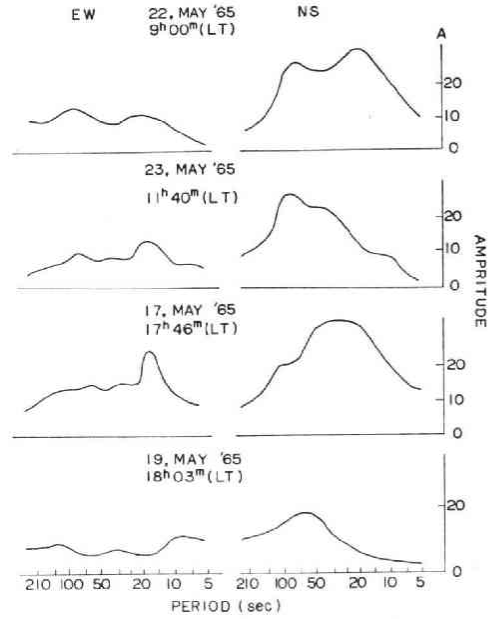 EW 22, MAY '65 NS
9ʰ00ᵐ(LT)
A
20
10
0
23, MAY '65
11ʰ40ᵐ(LT)
20
10
0
AMPRITUDE
17, MAY '65
17ʰ46ᵐ(LT)
20
10
0
19, MAY '65
18ʰ03ᵐ(LT)
20
0
210 100 50 20 10 5 210 100 50 20 10 5
PERIOD (sec)